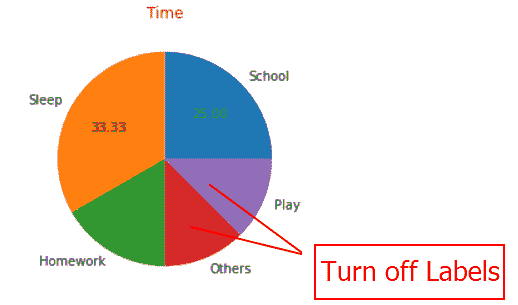 Time
School
Sleep
33.33
Play
Homework
Others
Turn off Labels